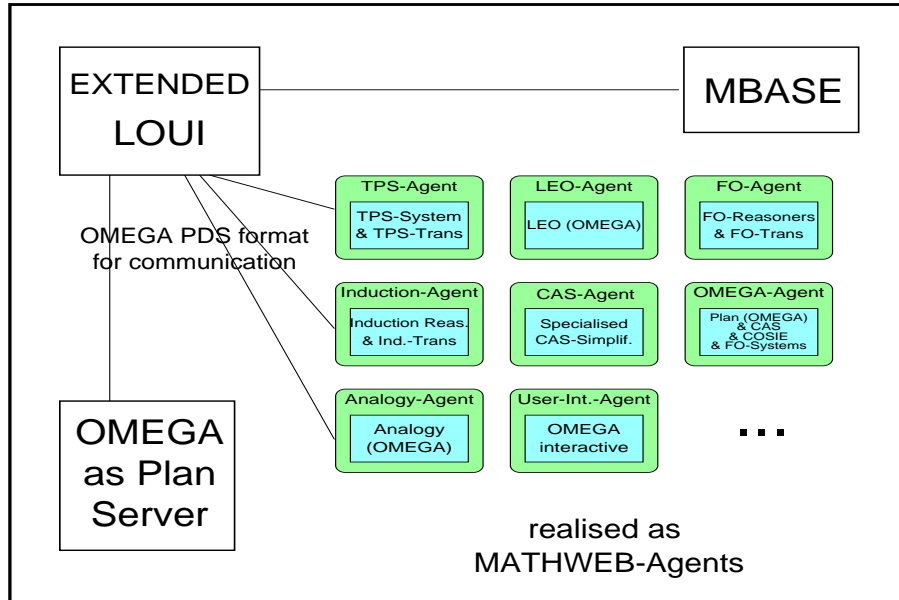 EXTENDED
LOUI
MBASE
TPS-Agent
TPS-System
& TPS-Trans
LEO-Agent
LEO (OMEGA)
FO-Agent
FO-Reasoners
& FO-Trans
OMEGA PDS format
for communication
Induction-Agent
Induction Reas.
& Ind.-Trans
CAS-Agent
Specialised
CAS-Simplif.
OMEGA-Agent
Plan (OMEGA)
& CAS
& COSIE
& FO-Systems
Analogy-Agent
Analogy
(OMEGA)
User-Int.-Agent
OMEGA
interactive
...
OMEGA
as Plan
Server
realised as
MATHWEB-Agents